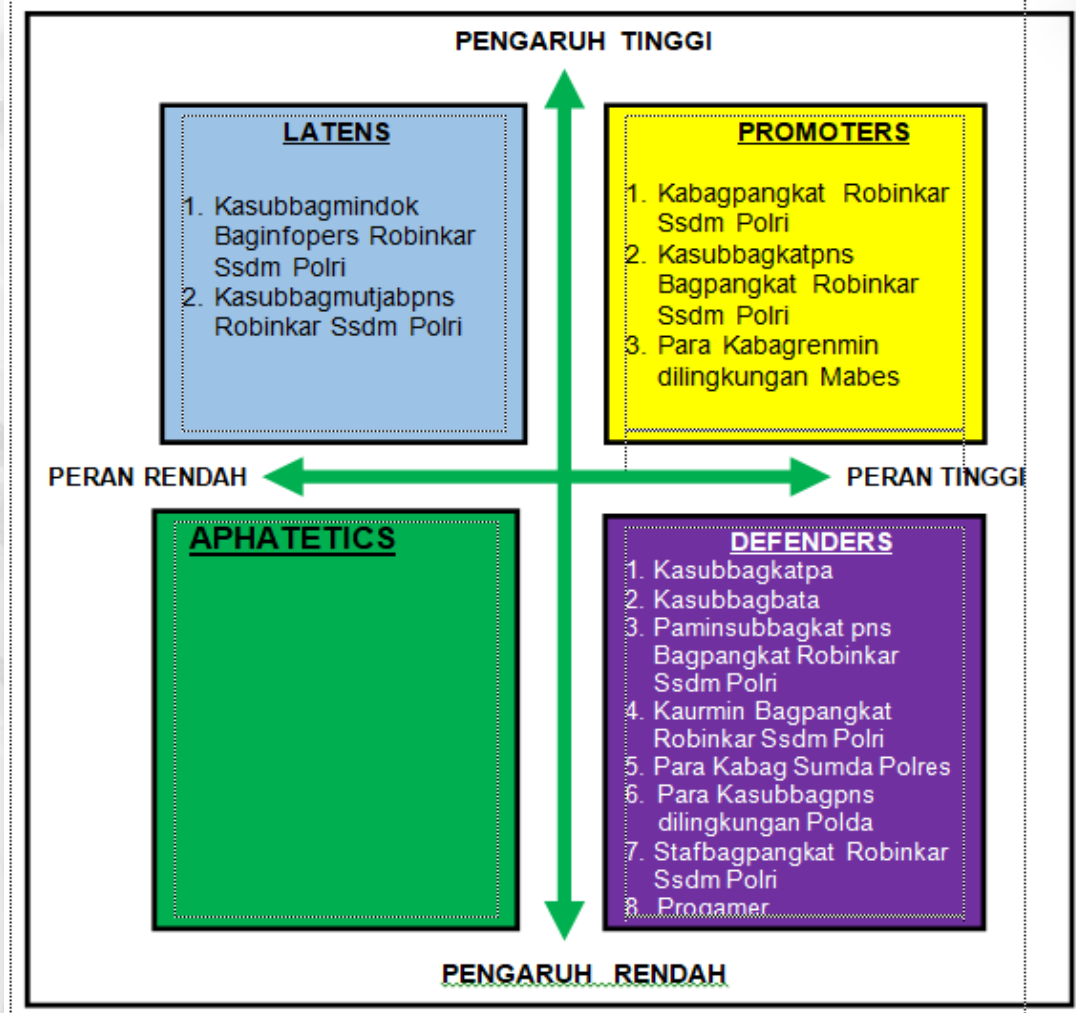 PENGARUH TINGGI
LATENS
1. Kasubbagmindok
Baginfopers Robinkar
Ssdm Polri
2. Kasubbagmutjabpns
Robinkar Ssdm Polri
PROMOTERS
1. Kabagpangkat Robinkar
Ssdm Polri
2. Kasubbagkatpns
Bagpangkat Robinkar
Ssdm Polri
3. Para Kabagrenmin
dilingkungan Mabes
PERAN RENDAH
PERAN TINGGI
APHATETICS
DEFENDERS
1. Kasubbagkatpa
2. Kasubbagbata
3. Paminsubbagkat pns
Bagpangkat Robinkar
Ssdm Polri
4. Kaurmin Bagpangkat
Robinkar Ssdm Polri
5. Para Kabag Sumda Polres
6. Para Kasubbagpns
dilingkungan Polda
7. Stafbagpangkat Robinkar
Ssdm Polri
8. Progamer
PENGARUH RENDAH